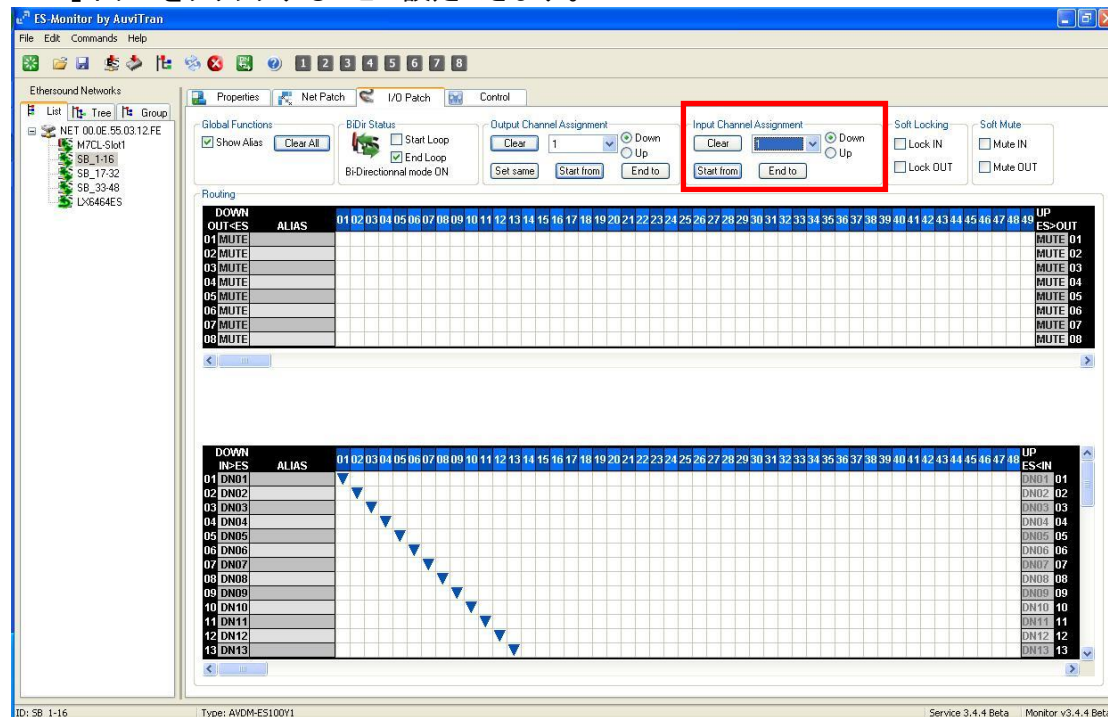 ES-Monitor by AuviTran
File Edit Commands Help
1 2 3 4 5 6 7 8
Ethersound Networks
List Tree Group
NET 00.0E.55.03.12.FE
M7CL-Slot1
SB_1-16
SB_17-32
SB_33-48
LX6464ES
Properties Net Patch I/O Patch Control
Global Functions
Show Alias Clear All
BiDir Status
Start Loop
End Loop
Bi-Directionnal mode ON
Output Channel Assignment
Clear 1 Down
Up
Set same Start from End to
Input Channel Assignment
Clear 1 Down
Up
Start from End to
Soft Locking
Lock IN
Lock OUT
Soft Mute
Mute IN
Mute OUT
Routing
DOWN
OUT<ES ALIAS 01 02 03 04 05 06 07 08 09 10 11 12 13 14 15 16 17 18 19 20 21 22 23 24 25 26 27 28 29 30 31 32 33 34 35 36 37 38 39 40 41 42 43 44 45 46 47 48 49 UP
ES>OUT
01 MUTE MUTE 01
02 MUTE MUTE 02
03 MUTE MUTE 03
04 MUTE MUTE 04
05 MUTE MUTE 05
06 MUTE MUTE 06
07 MUTE MUTE 07
08 MUTE MUTE 08
DOWN
IN>ES ALIAS 01 02 03 04 05 06 07 08 09 10 11 12 13 14 15 16 17 18 19 20 21 22 23 24 25 26 27 28 29 30 31 32 33 34 35 36 37 38 39 40 41 42 43 44 45 46 47 48 UP
ES<IN
01 DN01 DN01 01
02 DN02 DN02 02
03 DN03 DN03 03
04 DN04 DN04 04
05 DN05 DN05 05
06 DN06 DN06 06
07 DN07 DN07 07
08 DN08 DN08 08
09 DN09 DN09 09
10 DN10 DN10 10
11 DN11 DN11 11
12 DN12 DN12 12
13 DN13 DN13 13
ID: SB_1-16 Type: AVDM-ES100Y1 Service 3.4.4 Beta Monitor v3.4.4 Beta